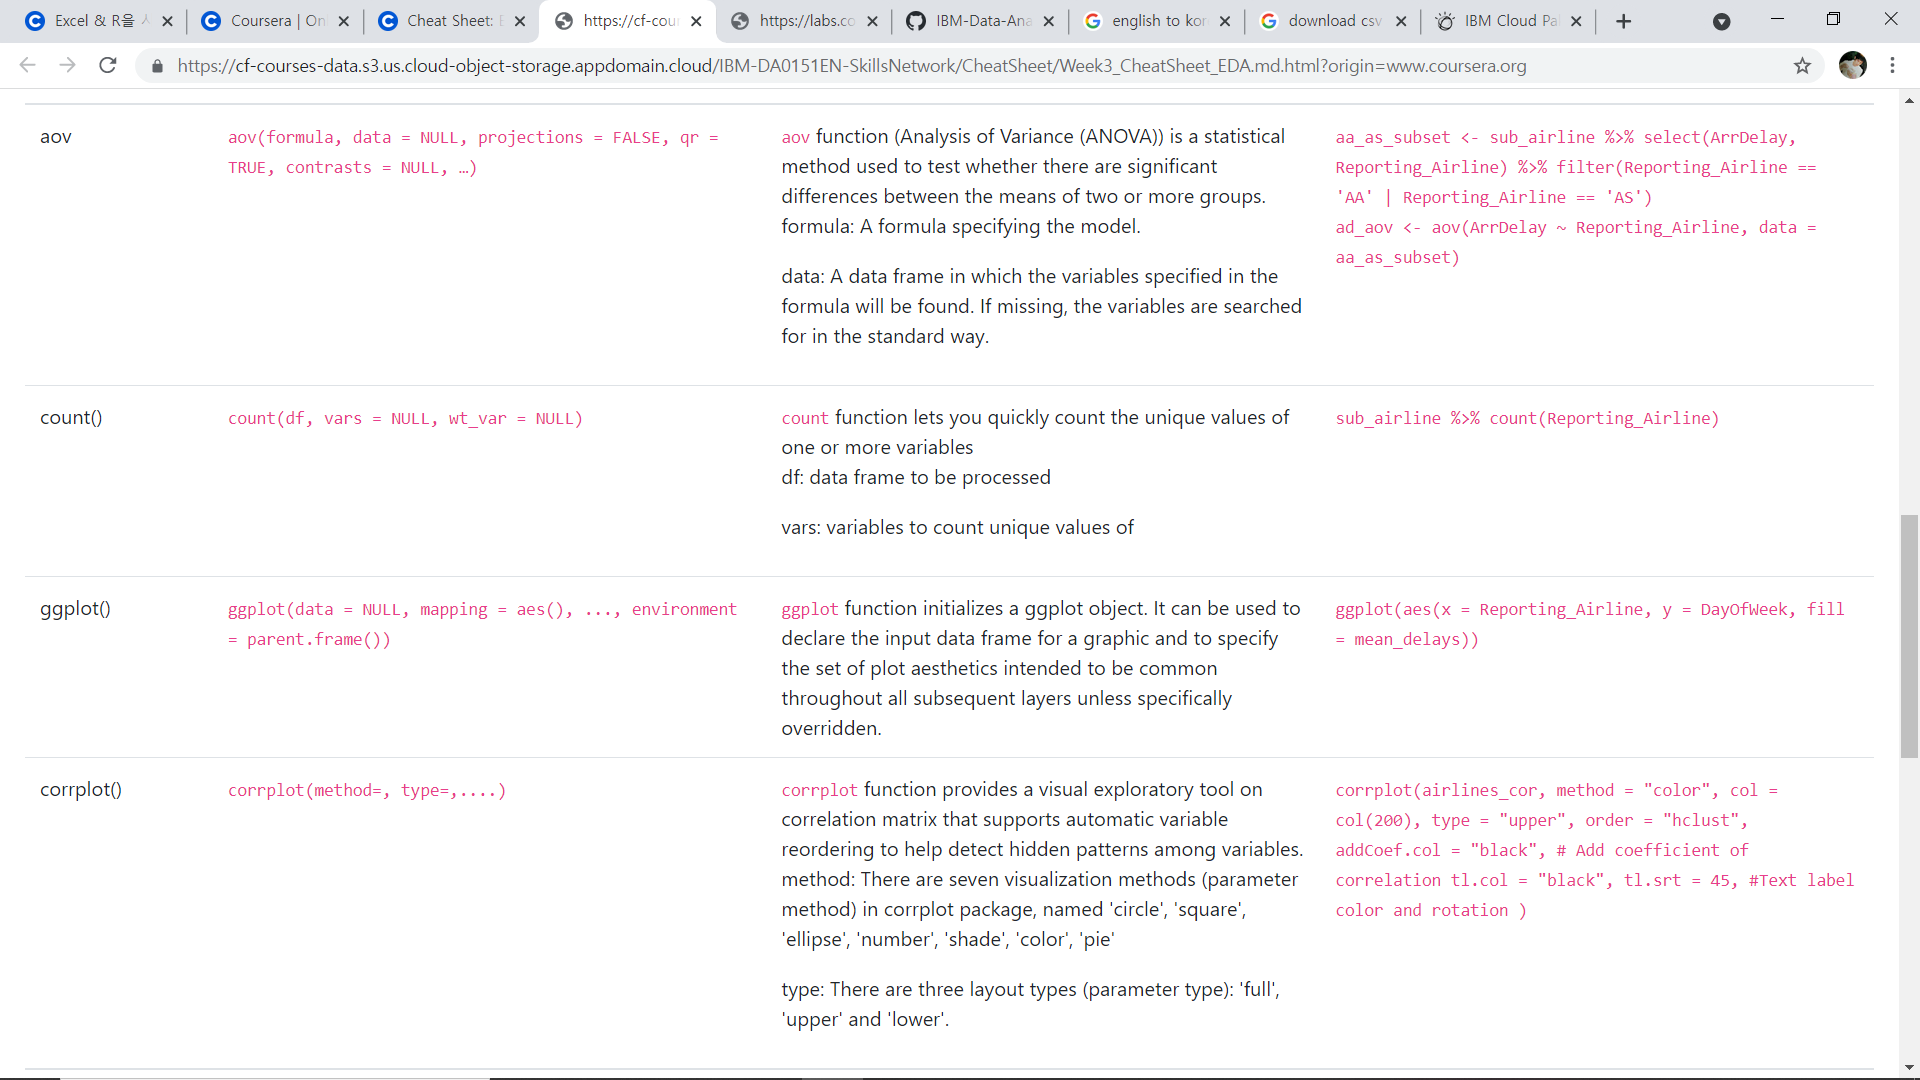 Excel & R을
Coursera | On
Cheat Sheet: E
https://cf-cour
https://labs.co
IBM-Data-Ana
english to kor
download csv
IBM Cloud Pa
https://cf-courses-data.s3.us.cloud-object-storage.appdomain.cloud/IBM-DA0151EN-SkillsNetwork/CheatSheet/Week3_CheatSheet_EDA.md.html?origin=www.coursera.org
aov
aov(formula, data = NULL, projections = FALSE, qr =
TRUE, contrasts = NULL, …)
aov function (Analysis of Variance (ANOVA)) is a statistical
method used to test whether there are significant
differences between the means of two or more groups.
formula: A formula specifying the model.
data: A data frame in which the variables specified in the
formula will be found. If missing, the variables are searched
for in the standard way.
aa_as_subset <- sub_airline %>% select(ArrDelay,
Reporting_Airline) %>% filter(Reporting_Airline ==
'AA' | Reporting_Airline == 'AS')
ad_aov <- aov(ArrDelay ~ Reporting_Airline, data =
aa_as_subset)
count()
count(df, vars = NULL, wt_var = NULL)
count function lets you quickly count the unique values of
one or more variables
df: data frame to be processed
vars: variables to count unique values of
sub_airline %>% count(Reporting_Airline)
ggplot()
ggplot(data = NULL, mapping = aes(), ..., environment
= parent.frame())
ggplot function initializes a ggplot object. It can be used to
declare the input data frame for a graphic and to specify
the set of plot aesthetics intended to be common
throughout all subsequent layers unless specifically
overridden.
ggplot(aes(x = Reporting_Airline, y = DayOfWeek, fill
= mean_delays))
corrplot()
corrplot(method=, type=,....)
corrplot function provides a visual exploratory tool on
correlation matrix that supports automatic variable
reordering to help detect hidden patterns among variables.
method: There are seven visualization methods (parameter
method) in corrplot package, named 'circle', 'square',
'ellipse', 'number', 'shade', 'color', 'pie'
type: There are three layout types (parameter type): 'full',
'upper' and 'lower'.
corrplot(airlines_cor, method = "color", col =
col(200), type = "upper", order = "hclust",
addCoef.col = "black", # Add coefficient of
correlation tl.col = "black", tl.srt = 45, #Text label
color and rotation )